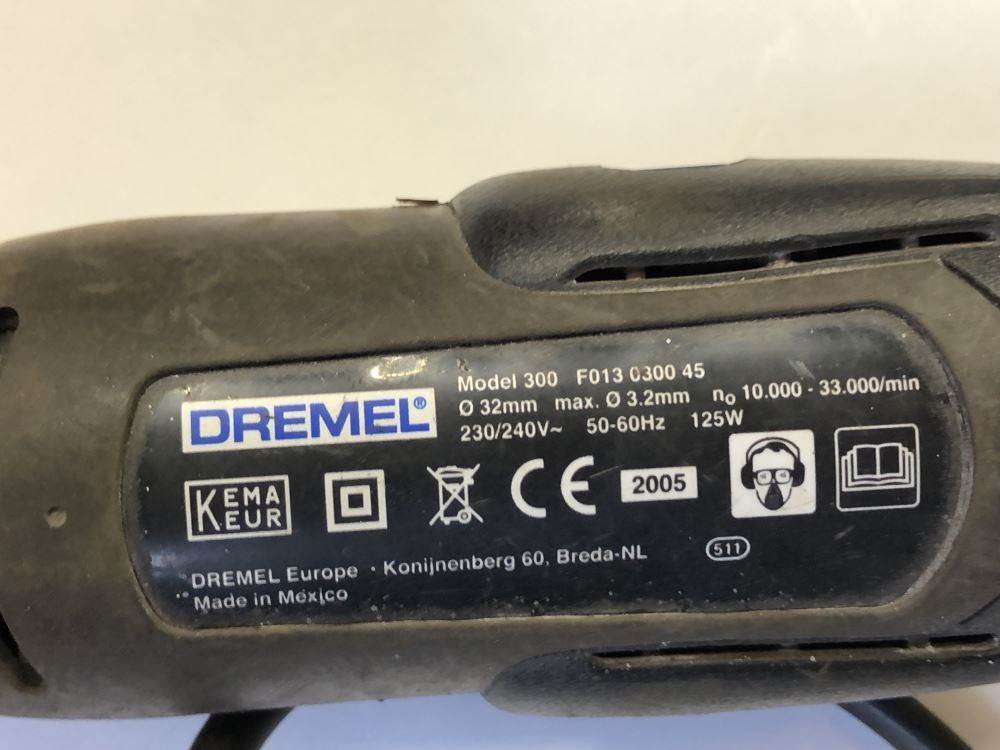 DREMEL®
Model 300 F013 0300 45
Ø 32mm max. Ø 3.2mm n₀ 10.000 - 33.000/min
230/240V~ 50-60Hz 125W
KEMA
KEUR
CE
2005
DREMEL Europe · Konijnenberg 60, Breda-NL
511
Made in Mexico